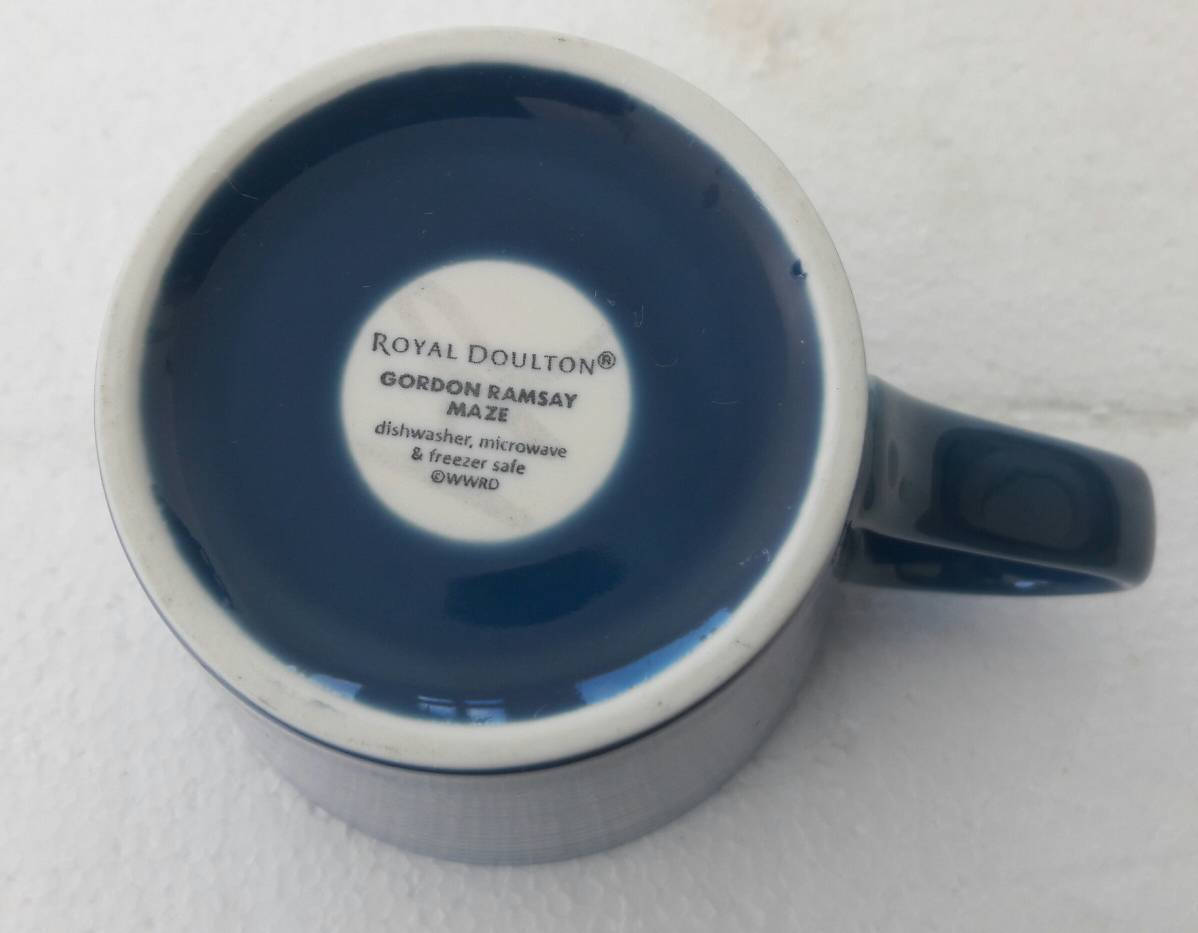 ROYAL DOULTON®
GORDON RAMSAY
MAZE
dishwasher, microwave
& freezer safe
©WWRD